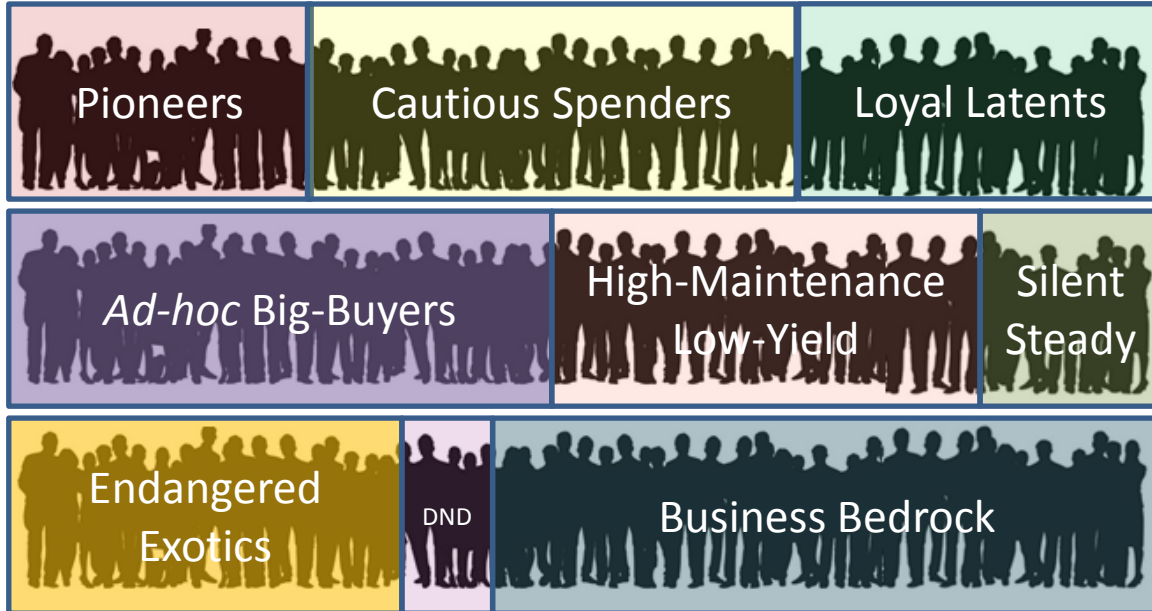 Pioneers
Cautious Spenders
Loyal Latents
Ad-hoc Big-Buyers
High-Maintenance
Low-Yield
Silent
Steady
Endangered
Exotics
DND
Business Bedrock